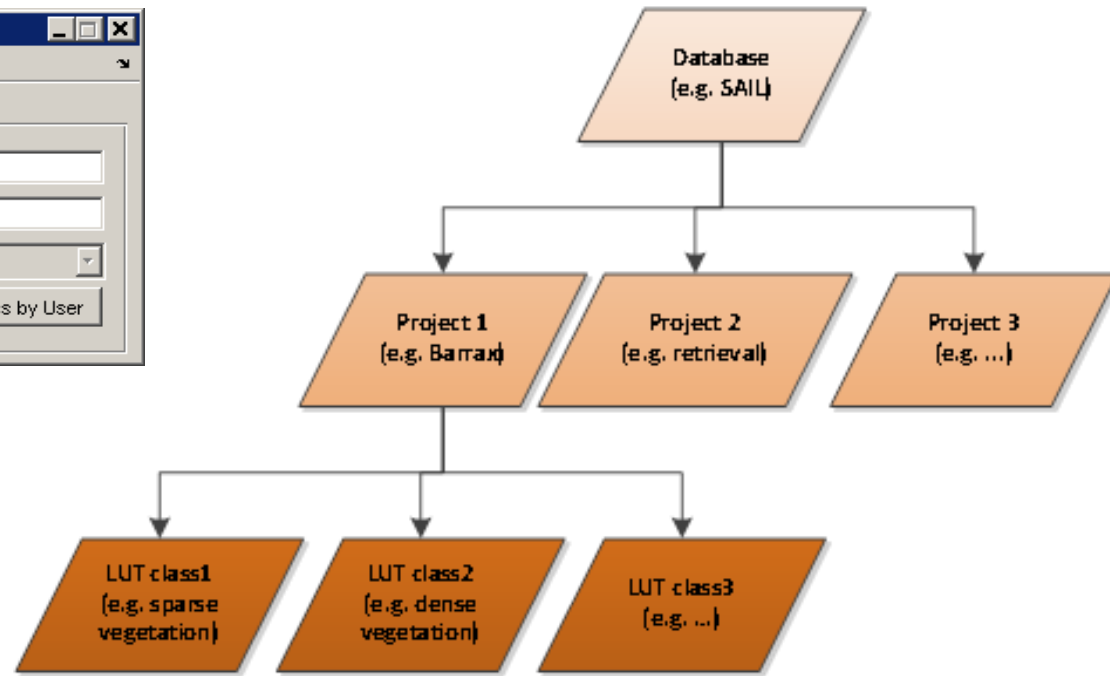 s by User
Database
(e.g. SAIL)
Project 1
(e.g. Barrax)
Project 2
(e.g. retrieval)
Project 3
(e.g. ...)
LUT class1
(e.g. sparse
vegetation)
LUT class2
(e.g. dense
vegetation)
LUT class3
(e.g. ...)